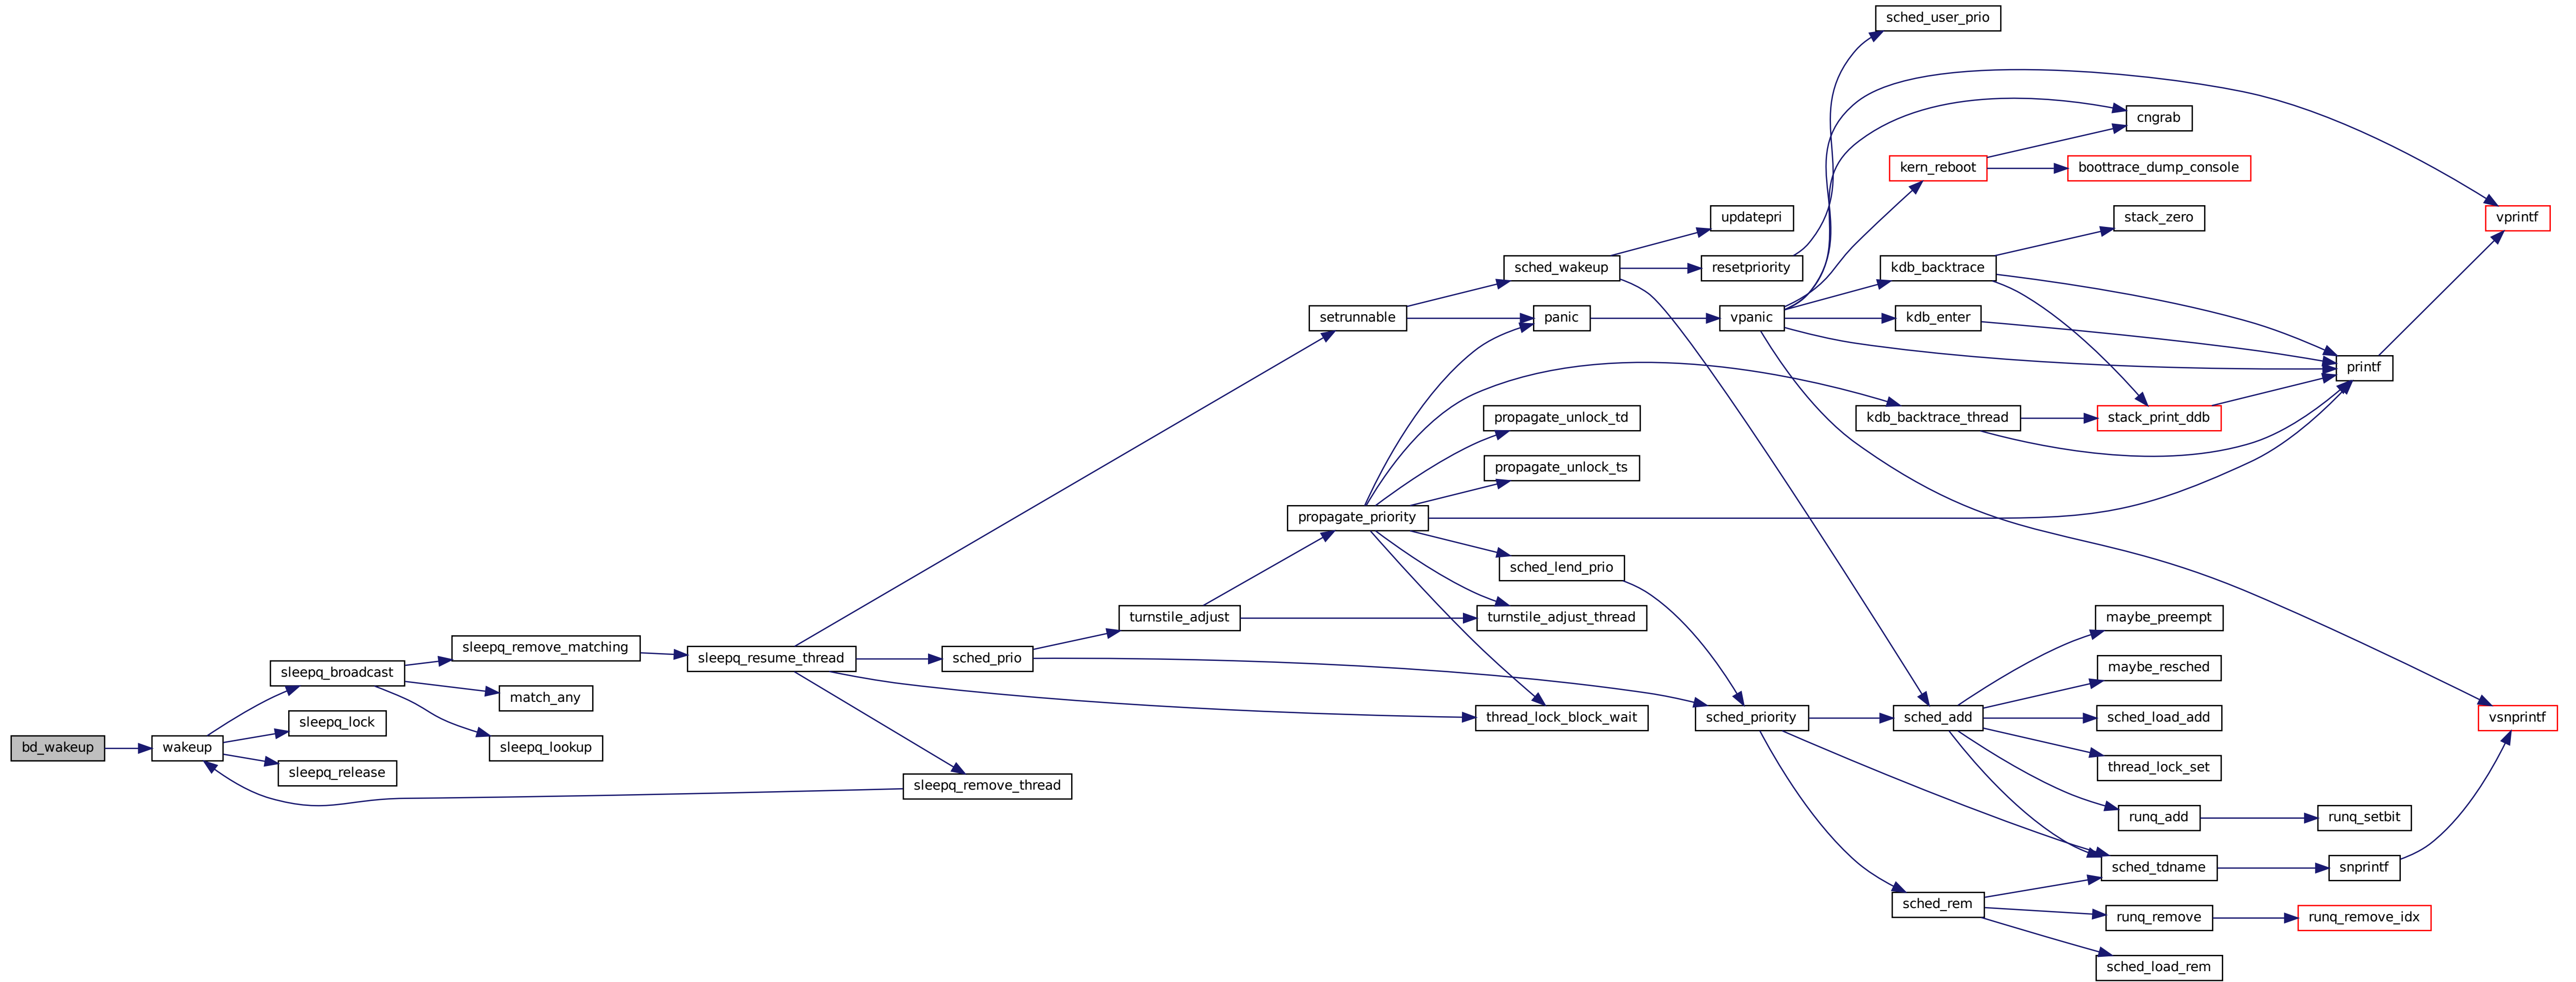 sched_user_prio
cngrab
kern_reboot
boottrace_dump_console
updatepri
stack_zero
vprintf
sched_wakeup
resetpriority
kdb_backtrace
setrunnable
panic
vpanic
kdb_enter
printf
propagate_unlock_td
kdb_backtrace_thread
stack_print_ddb
propagate_unlock_ts
propagate_priority
sched_lend_prio
turnstile_adjust
turnstile_adjust_thread
maybe_preempt
sleepq_remove_matching
sleepq_resume_thread
sched_prio
maybe_resched
sleepq_broadcast
match_any
sleepq_lock
thread_lock_block_wait
sched_priority
sched_add
sched_load_add
vsnprintf
bd_wakeup
wakeup
sleepq_lookup
sleepq_release
thread_lock_set
sleepq_remove_thread
runq_add
runq_setbit
sched_tdname
snprintf
sched_rem
runq_remove
runq_remove_idx
sched_load_rem